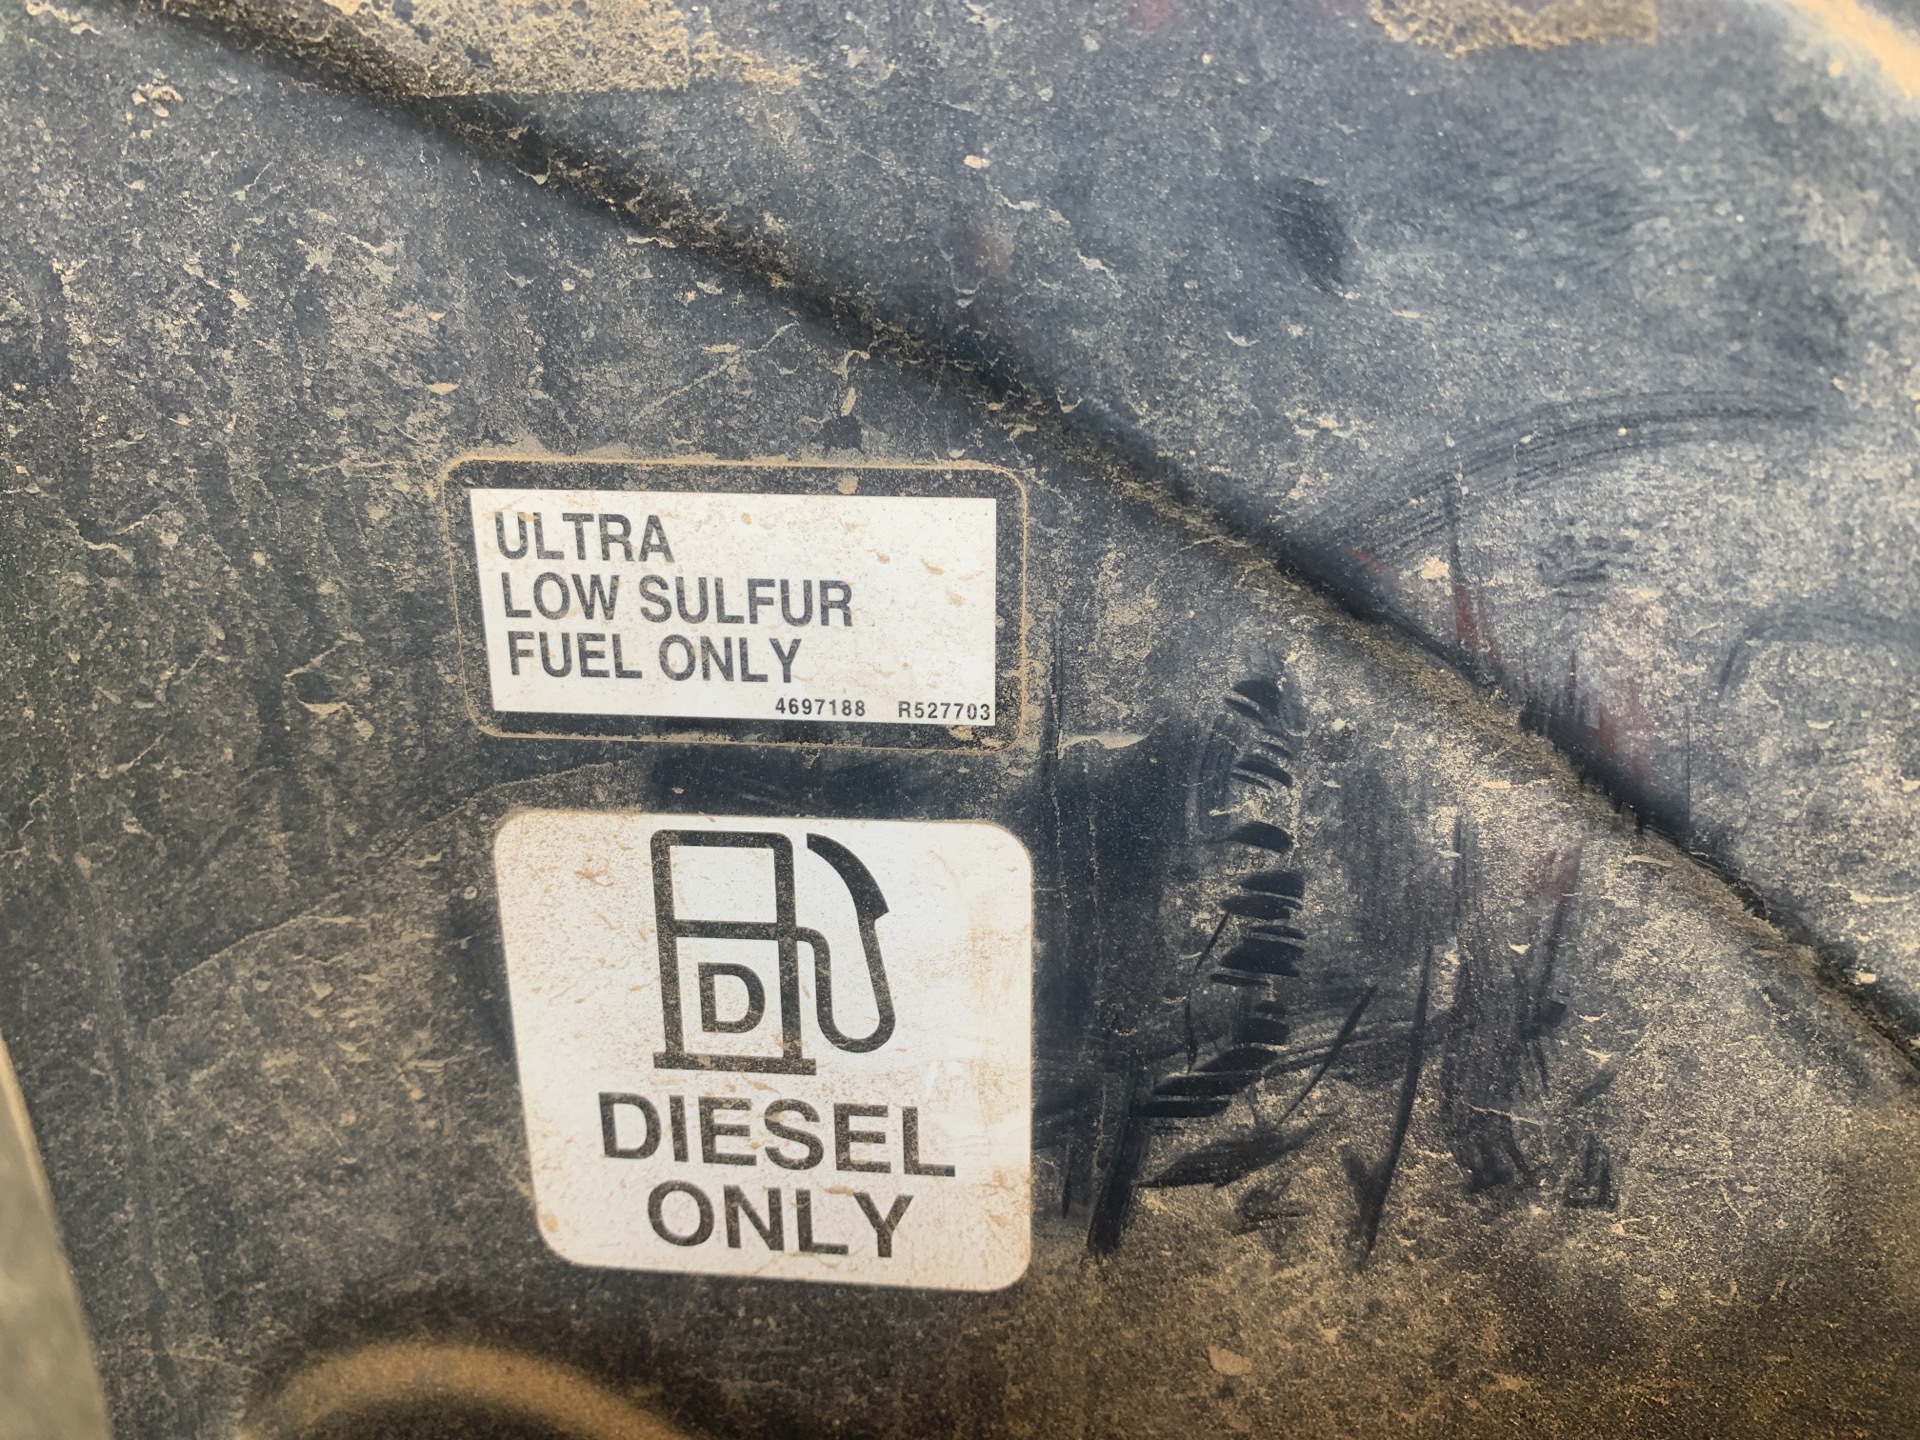 ULTRA
LOW SULFUR
FUEL ONLY
4697188 R527703
D
DIESEL
ONLY